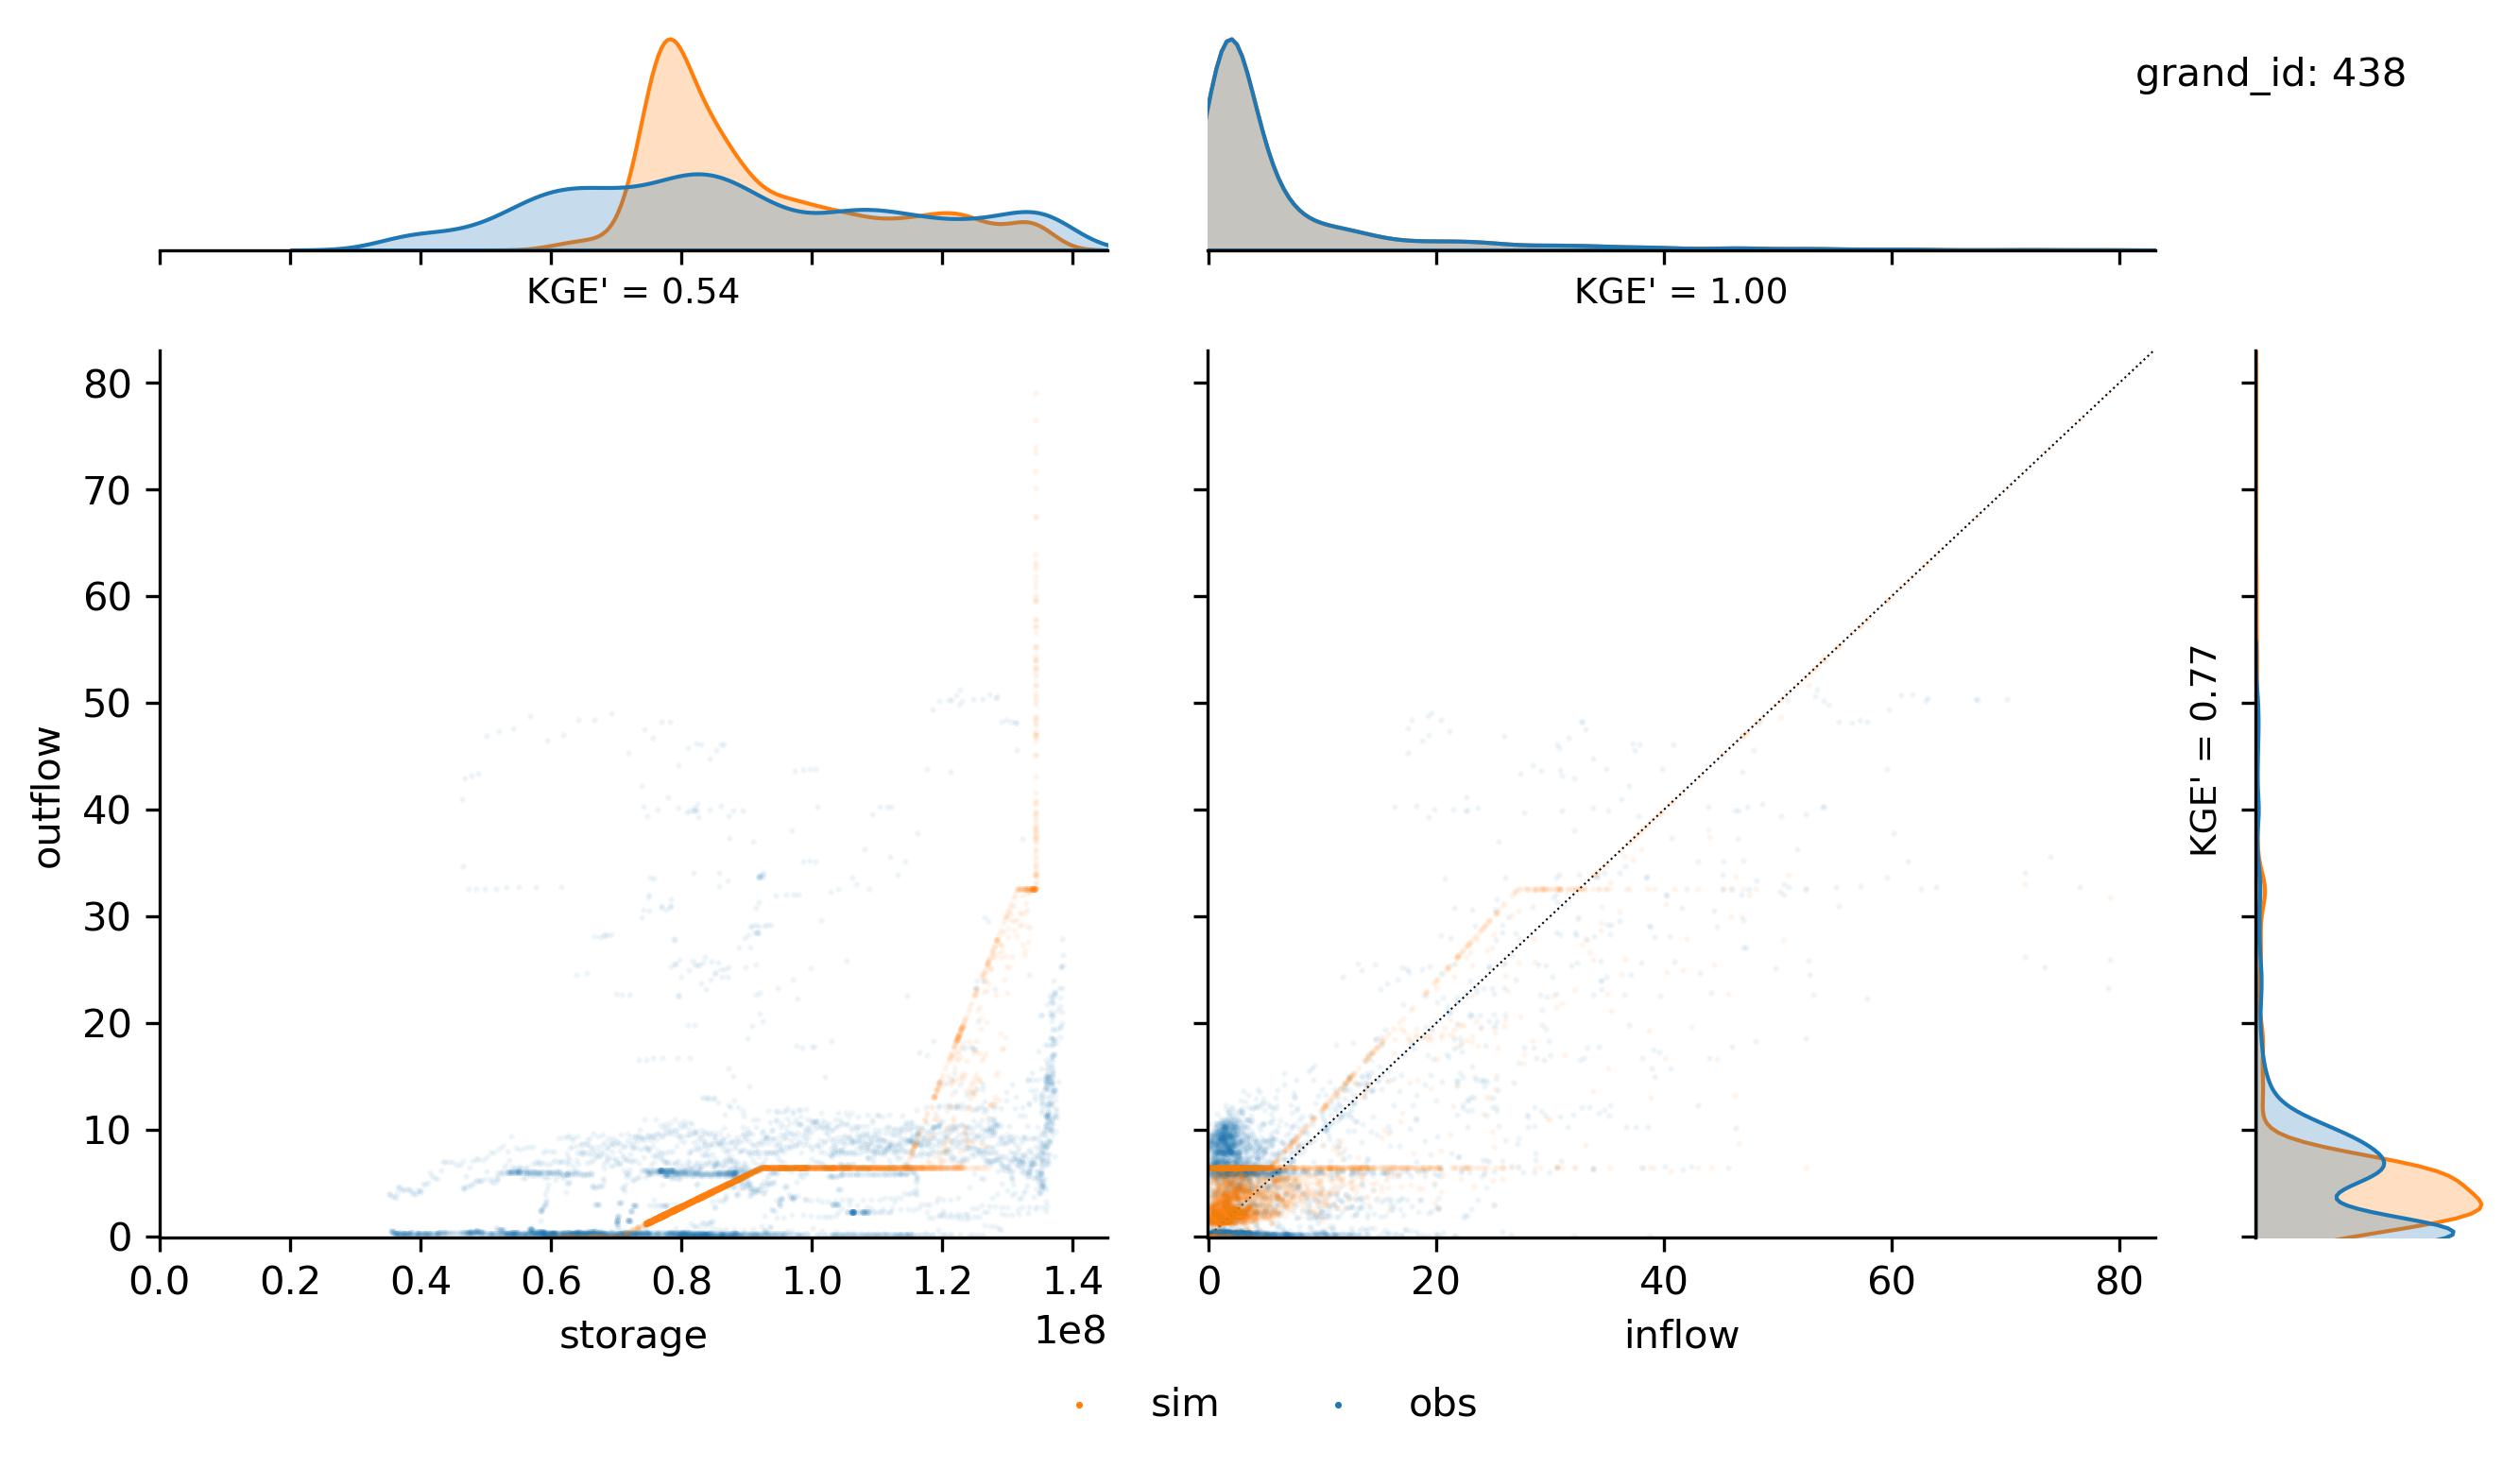 grand_id: 438
KGE' = 0.54
KGE' = 1.00
outflow
80
70
60
50
40
30
20
10
0
KGE' = 0.77
0.0 0.2 0.4 0.6 0.8 1.0 1.2 1.4
1e8
storage
0 20 40 60 80
inflow
sim obs